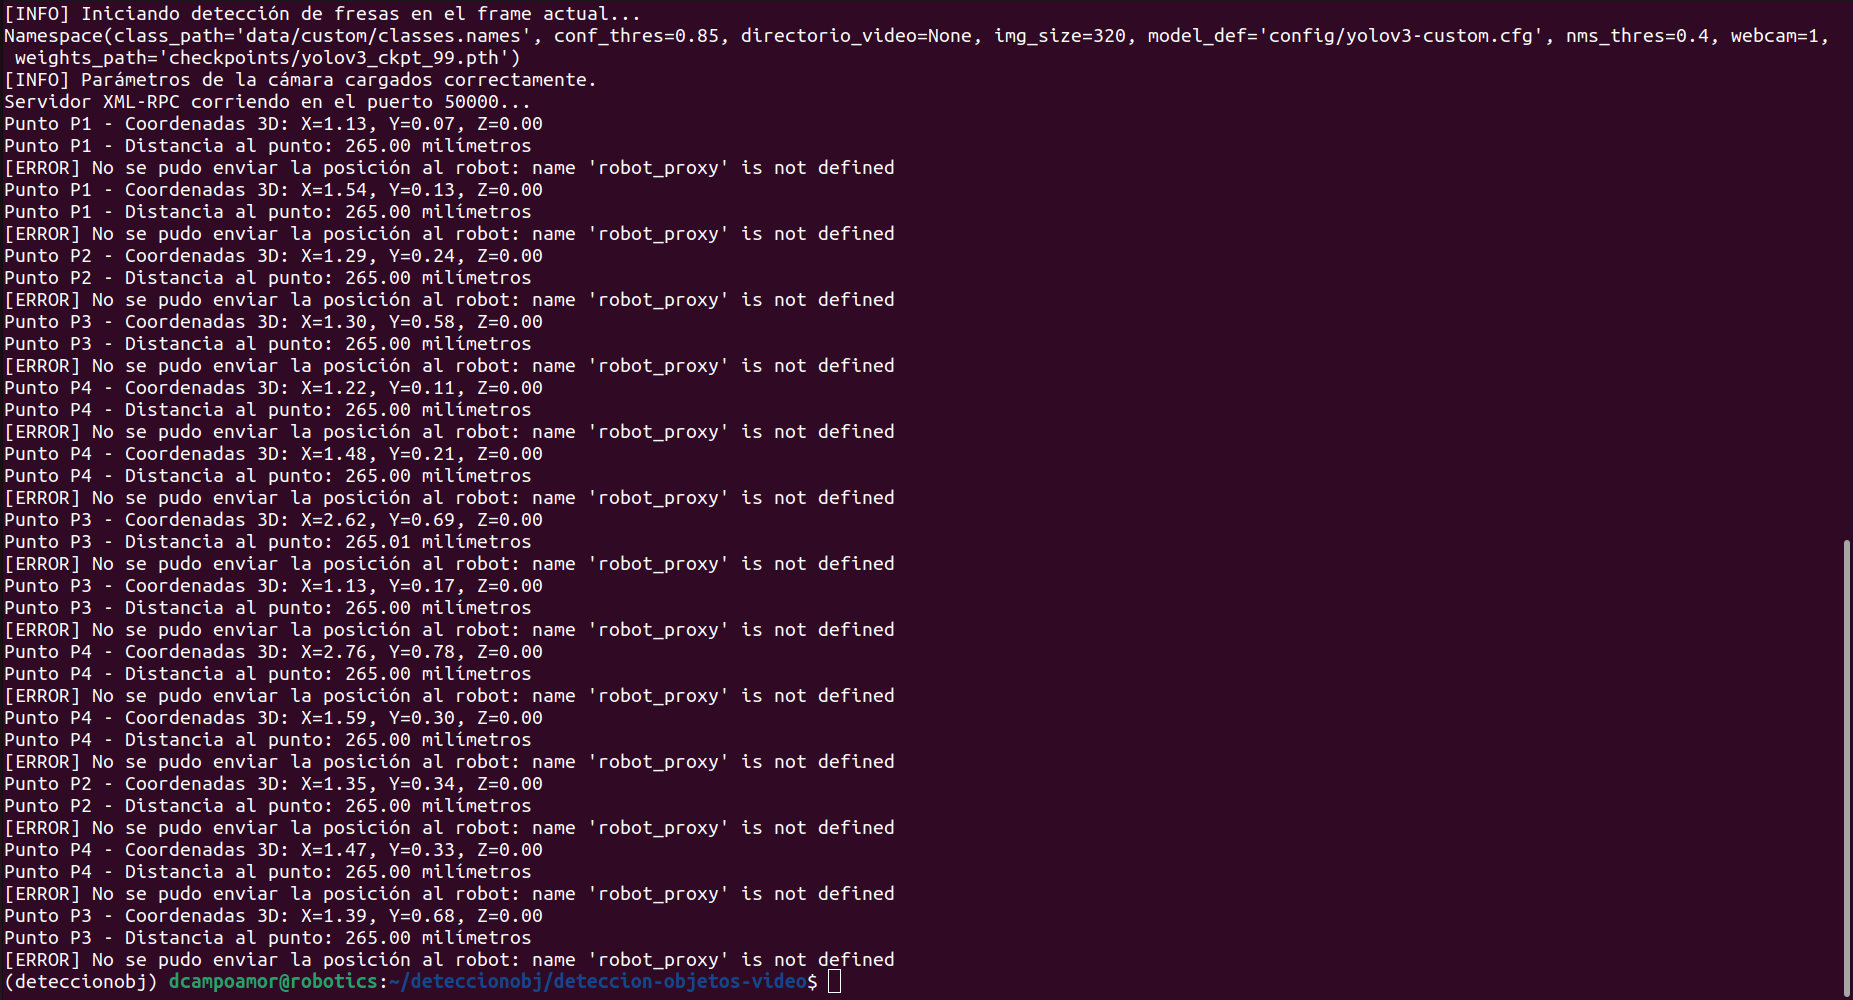 [INFO] Iniciando detección de fresas en el frame actual...
Namespace(class_path='data/custom/classes.names', conf_thres=0.85, directorio_video=None, img_size=320, model_def='config/yolov3-custom.cfg', nms_thres=0.4, webcam=1,
 weights_path='checkpoints/yolov3_ckpt_99.pth')
[INFO] Parámetros de la cámara cargados correctamente.
Servidor XML-RPC corriendo en el puerto 50000...
Punto P1 - Coordenadas 3D: X=1.13, Y=0.07, Z=0.00
Punto P1 - Distancia al punto: 265.00 milímetros
[ERROR] No se pudo enviar la posición al robot: name 'robot_proxy' is not defined
Punto P1 - Coordenadas 3D: X=1.54, Y=0.13, Z=0.00
Punto P1 - Distancia al punto: 265.00 milímetros
[ERROR] No se pudo enviar la posición al robot: name 'robot_proxy' is not defined
Punto P2 - Coordenadas 3D: X=1.29, Y=0.24, Z=0.00
Punto P2 - Distancia al punto: 265.00 milímetros
[ERROR] No se pudo enviar la posición al robot: name 'robot_proxy' is not defined
Punto P3 - Coordenadas 3D: X=1.30, Y=0.58, Z=0.00
Punto P3 - Distancia al punto: 265.00 milímetros
[ERROR] No se pudo enviar la posición al robot: name 'robot_proxy' is not defined
Punto P4 - Coordenadas 3D: X=1.22, Y=0.11, Z=0.00
Punto P4 - Distancia al punto: 265.00 milímetros
[ERROR] No se pudo enviar la posición al robot: name 'robot_proxy' is not defined
Punto P4 - Coordenadas 3D: X=1.48, Y=0.21, Z=0.00
Punto P4 - Distancia al punto: 265.00 milímetros
[ERROR] No se pudo enviar la posición al robot: name 'robot_proxy' is not defined
Punto P3 - Coordenadas 3D: X=2.62, Y=0.69, Z=0.00
Punto P3 - Distancia al punto: 265.01 milímetros
[ERROR] No se pudo enviar la posición al robot: name 'robot_proxy' is not defined
Punto P3 - Coordenadas 3D: X=1.13, Y=0.17, Z=0.00
Punto P3 - Distancia al punto: 265.00 milímetros
[ERROR] No se pudo enviar la posición al robot: name 'robot_proxy' is not defined
Punto P4 - Coordenadas 3D: X=2.76, Y=0.78, Z=0.00
Punto P4 - Distancia al punto: 265.00 milímetros
[ERROR] No se pudo enviar la posición al robot: name 'robot_proxy' is not defined
Punto P4 - Coordenadas 3D: X=1.59, Y=0.30, Z=0.00
Punto P4 - Distancia al punto: 265.00 milímetros
[ERROR] No se pudo enviar la posición al robot: name 'robot_proxy' is not defined
Punto P2 - Coordenadas 3D: X=1.35, Y=0.34, Z=0.00
Punto P2 - Distancia al punto: 265.00 milímetros
[ERROR] No se pudo enviar la posición al robot: name 'robot_proxy' is not defined
Punto P4 - Coordenadas 3D: X=1.47, Y=0.33, Z=0.00
Punto P4 - Distancia al punto: 265.00 milímetros
[ERROR] No se pudo enviar la posición al robot: name 'robot_proxy' is not defined
Punto P3 - Coordenadas 3D: X=1.39, Y=0.68, Z=0.00
Punto P3 - Distancia al punto: 265.00 milímetros
[ERROR] No se pudo enviar la posición al robot: name 'robot_proxy' is not defined
(deteccionobj) dcampoamor@robotics:~/deteccionobj/deteccion-objetos-video$